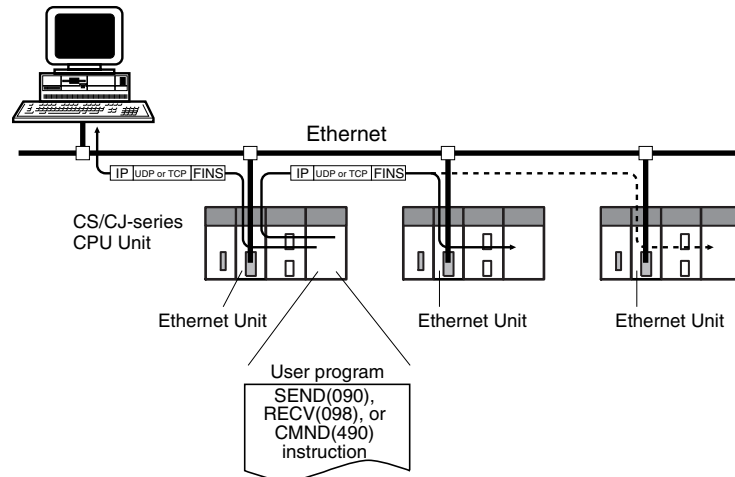 Ethernet
IP UDP or TCP FINS
IP UDP or TCP FINS
CS/CJ-series
CPU Unit
Ethernet Unit
Ethernet Unit
Ethernet Unit
User program
SEND(090),
RECV(098), or
CMND(490)
instruction